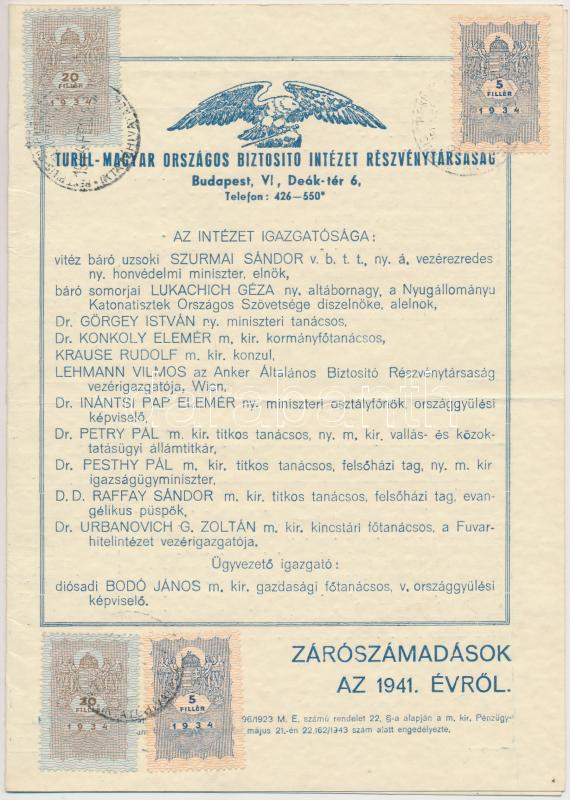 20
FILLÉR
1934
5
FILLÉR
1934
TURUL-MAGYAR ORSZÁGOS BIZTOSITO INTÉZET RÉSZVÉNYTÁRSASÁG
Budapest, VI, Deák-tér 6,
Telefon: 426—550*
AZ INTÉZET IGAZGATÓSÁGA:
vitéz báró uzsoki SZURMAI SÁNDOR v. b. t. t., ny. á, vezérezredes
ny. honvédelmi miniszter, elnök,
báró somorjai LUKACHICH GÉZA ny. altábornagy, a Nyugállományu
Katonatisztek Országos Szövetsége diszelnöke, alelnök,
Dr. GÖRGEY ISTVÁN ny. miniszteri tanácsos,
Dr. KONKOLY ELEMÉR m. kir. kormányfőtanácsos,
KRAUSE RUDOLF m. kir. konzul,
LEHMANN VILMOS az Anker Általános Biztositó Részvénytársaság
vezérigazgatója, Wien,
Dr. INÁNTSI PAP ELEMÉR ny. miniszteri osztályfőnök, országgyülési
képviselő,
Dr. PETRY PÁL m. kir. titkos tanácsos, ny. m. kir. vallás- és közok-
tatásügyi államtitkár,
Dr. PESTHY PÁL m. kir. titkos tanácsos, felsőházi tag, ny. m. kir
igazságügyminiszter,
D. D. RAFFAY SÁNDOR m. kir. titkos tanácsos, felsőházi tag, evan-
gélikus püspök,
Dr. URBANOVICH G. ZOLTÁN m. kir. kincstári főtanácsos, a Fuvar-
hitelintézet vezérigazgatója.
Ügyvezető igazgató:
diósadi BODÓ JÁNOS m. kir. gazdasági főtanácsos, v. országgyülési
képviselő.
darabanth
20
FILLÉR
1934
5
FILLÉR
1934
ZÁRÓSZÁMADÁSOK
AZ 1941. ÉVRŐL.
96/1923 M. E, számú rendelet 22, §-a alapján a m. kir. Pénzügy-
május 21.-én 22.162/1943 szám alatt engedélyezte.